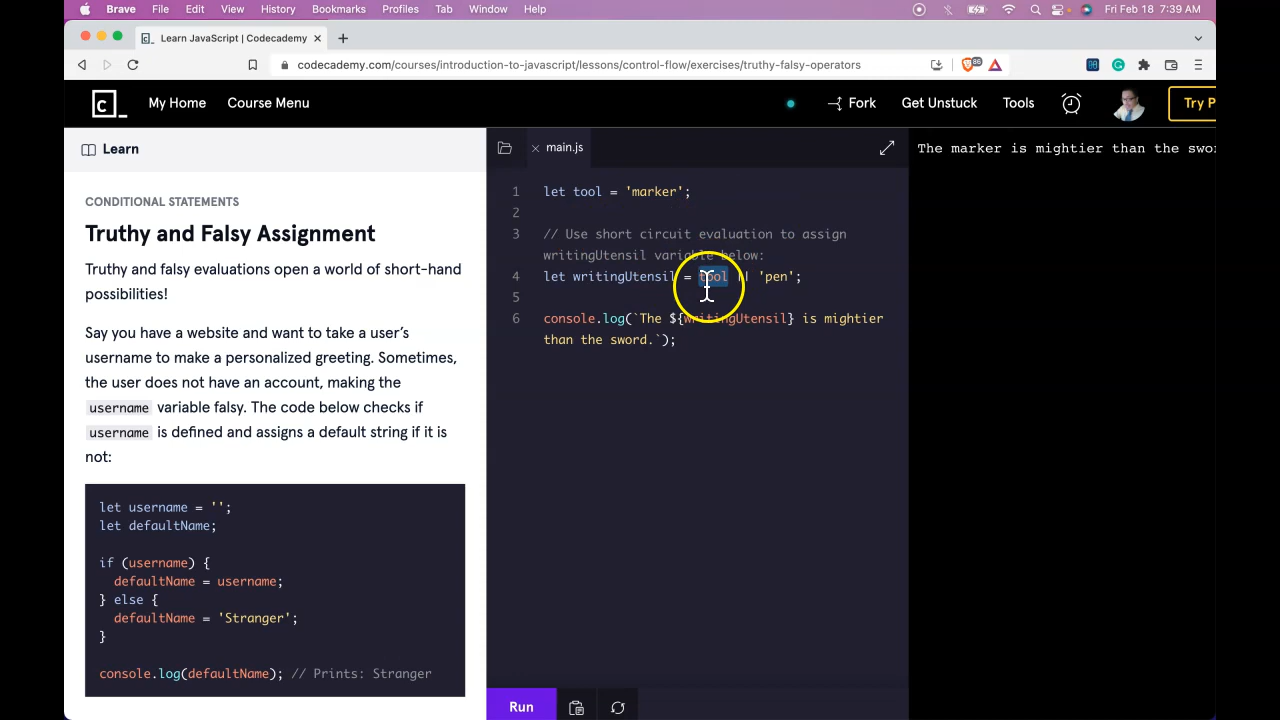 Brave File Edit View History Bookmarks Profiles Tab Window Help Fri Feb 18 7:39 AM
Learn JavaScript | Codecademy
codecademy.com/courses/introduction-to-javascript/lessons/control-flow/exercises/truthy-falsy-operators
My Home Course Menu Fork Get Unstuck Tools Try P
Learn
CONDITIONAL STATEMENTS
Truthy and Falsy Assignment
Truthy and falsy evaluations open a world of short-hand
possibilities!
Say you have a website and want to take a user's
username to make a personalized greeting. Sometimes,
the user does not have an account, making the
username variable falsy. The code below checks if
username is defined and assigns a default string if it is
not:
let username = '';
let defaultName;
if (username) {
defaultName = username;
} else {
defaultName = 'Stranger';
}
console.log(defaultName); // Prints: Stranger
main.js
1 let tool = 'marker';
2
3 // Use short circuit evaluation to assign
writingUtensil variable below:
4 let writingUtensil = tool || 'pen';
5
6 console.log(`The ${writingUtensil} is mightier
than the sword.`);
Run
The marker is mightier than the swor